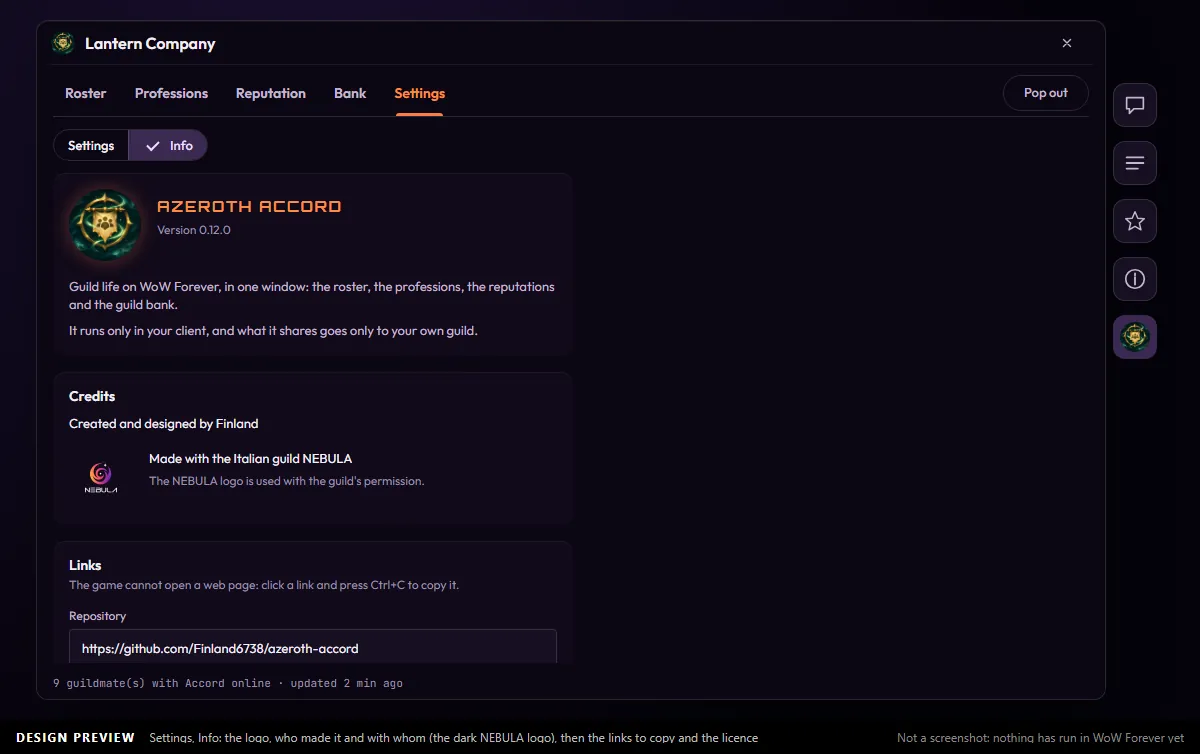 Lantern Company
Roster
Professions
Reputation
Bank
Settings
Pop out
Settings
Info
AZEROTH ACCORD
Version 0.12.0
Guild life on WoW Forever, in one window: the roster, the professions, the reputations
and the guild bank.
It runs only in your client, and what it shares goes only to your own guild.
Credits
Created and designed by Finland
NEBULA
Made with the Italian guild NEBULA
The NEBULA logo is used with the guild's permission.
Links
The game cannot open a web page: click a link and press Ctrl+C to copy it.
Repository
https://github.com/Finland6738/azeroth-accord
9 guildmate(s) with Accord online · updated 2 min ago
DESIGN PREVIEW
Settings, Info: the logo, who made it and with whom (the dark NEBULA logo), then the links to copy and the licence
Not a screenshot: nothing has run in WoW Forever yet